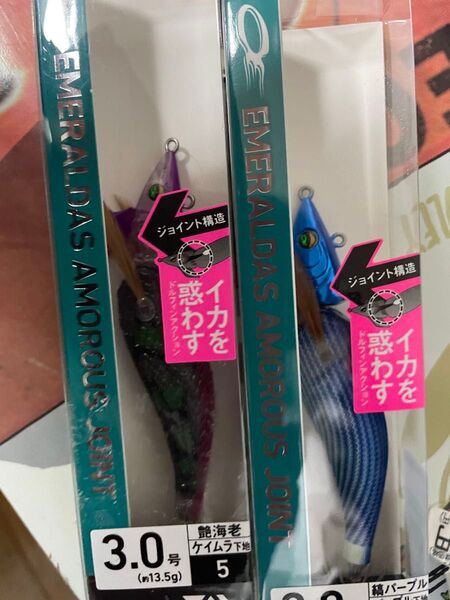 EMERALDAS AMOROUS JOINT
ジョイント構造
イカを
惑わす
ドルフィンアクション
3.0号
(約13.5g)
艶海老
ケイムラ下地
5
EMERALDAS AMOROUS JOINT
ジョイント構造
イカを
惑わす
ドルフィンアクション
縞パープル